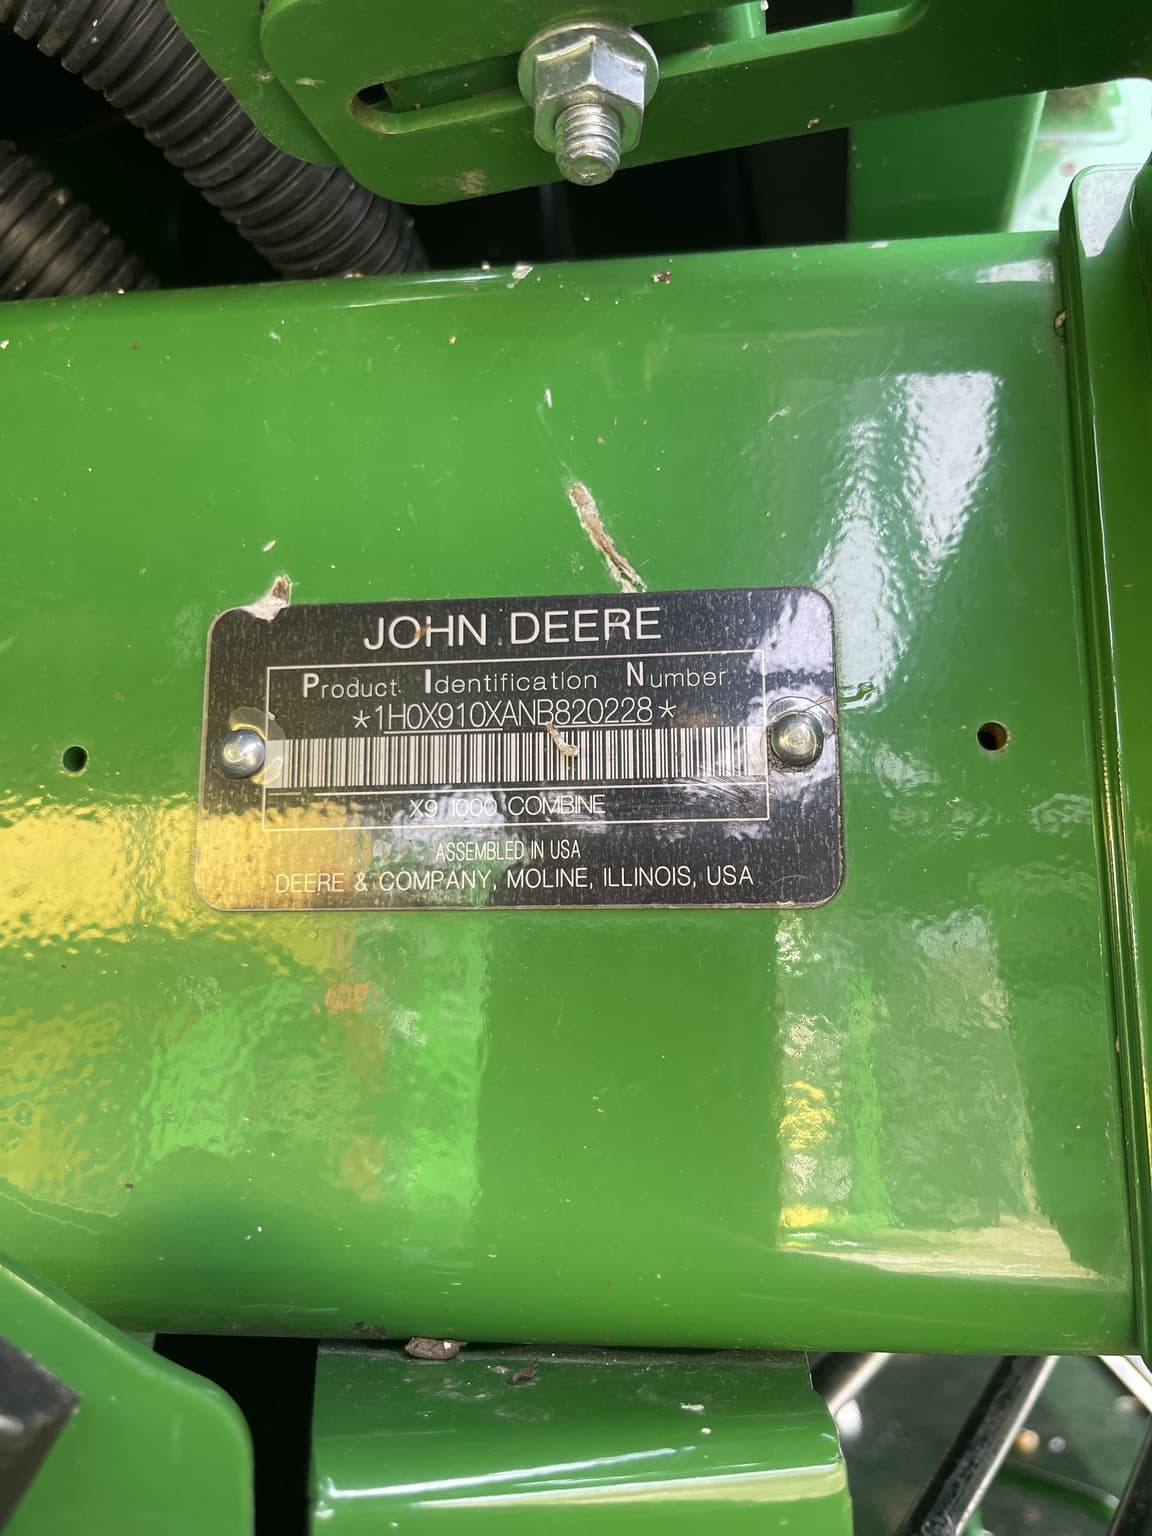 JOHN DEERE
Product Identification Number
*1H0X910XANB820228*
X9 1000 COMBINE
ASSEMBLED IN USA
DEERE & COMPANY, MOLINE, ILLINOIS, USA